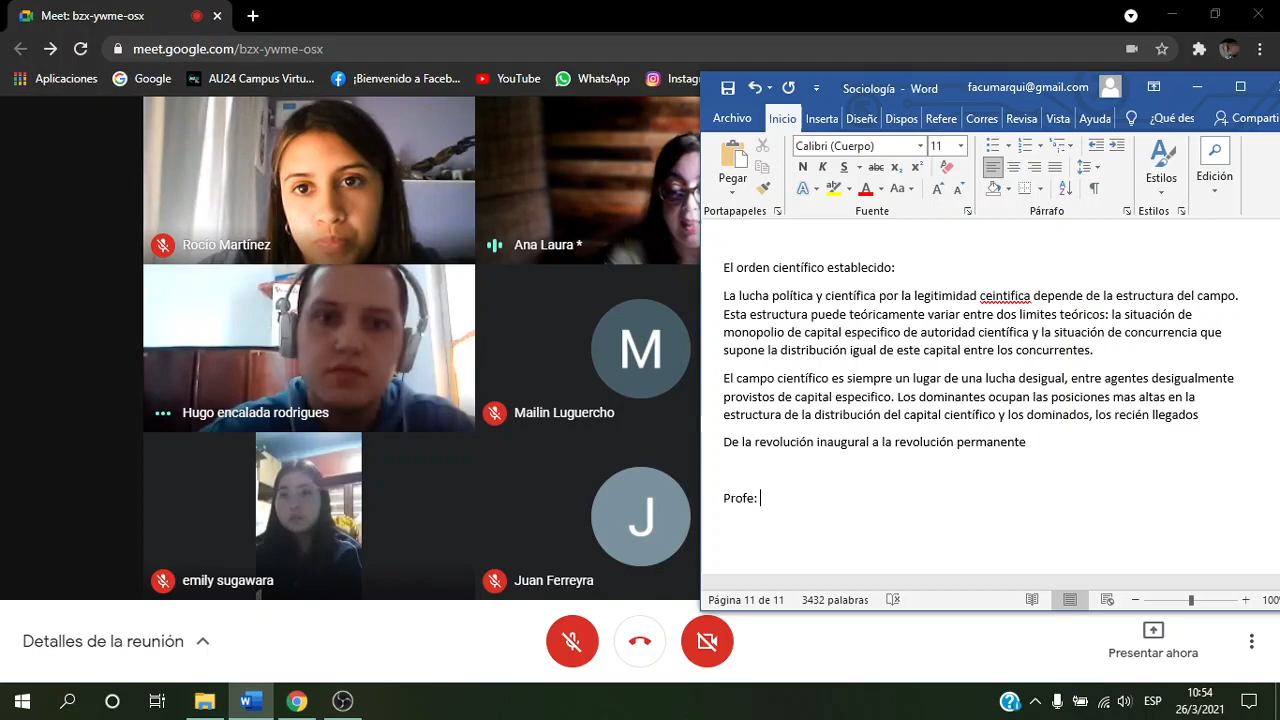 Meet: bzx-ywme-osx
meet.google.com/bzx-ywme-osx
Aplicaciones Google AU24 Campus Virtu... ¡Bienvenido a Faceb... YouTube WhatsApp Instag
Sociología - Word facumarqui@gmail.com
Archivo Inicio Inserta Diseñc Dispos Refere Corres Revisa Vista Ayuda ¿Qué des Comparti
Calibri (Cuerpo) 11
Pegar N K S abc x₂ x² Estilos Edición
A ab A Aa A A
Portapapeles Fuente Párrafo Estilos
El orden científico establecido:
La lucha política y científica por la legitimidad ceintifica depende de la estructura del campo.
Esta estructura puede teóricamente variar entre dos limites teóricos: la situación de
monopolio de capital especifico de autoridad científica y la situación de concurrencia que
supone la distribución igual de este capital entre los concurrentes.
El campo científico es siempre un lugar de una lucha desigual, entre agentes desigualmente
provistos de capital especifico. Los dominantes ocupan las posiciones mas altas en la
estructura de la distribución del capital científico y los dominados, los recién llegados
De la revolución inaugural a la revolución permanente
Profe:
Página 11 de 11 3432 palabras 100
Rocío Martínez
Ana Laura *
Hugo encalada rodrigues
M
Mailin Luguercho
emily sugawara
J
Juan Ferreyra
Detalles de la reunión
Presentar ahora
ESP
10:54
26/3/2021